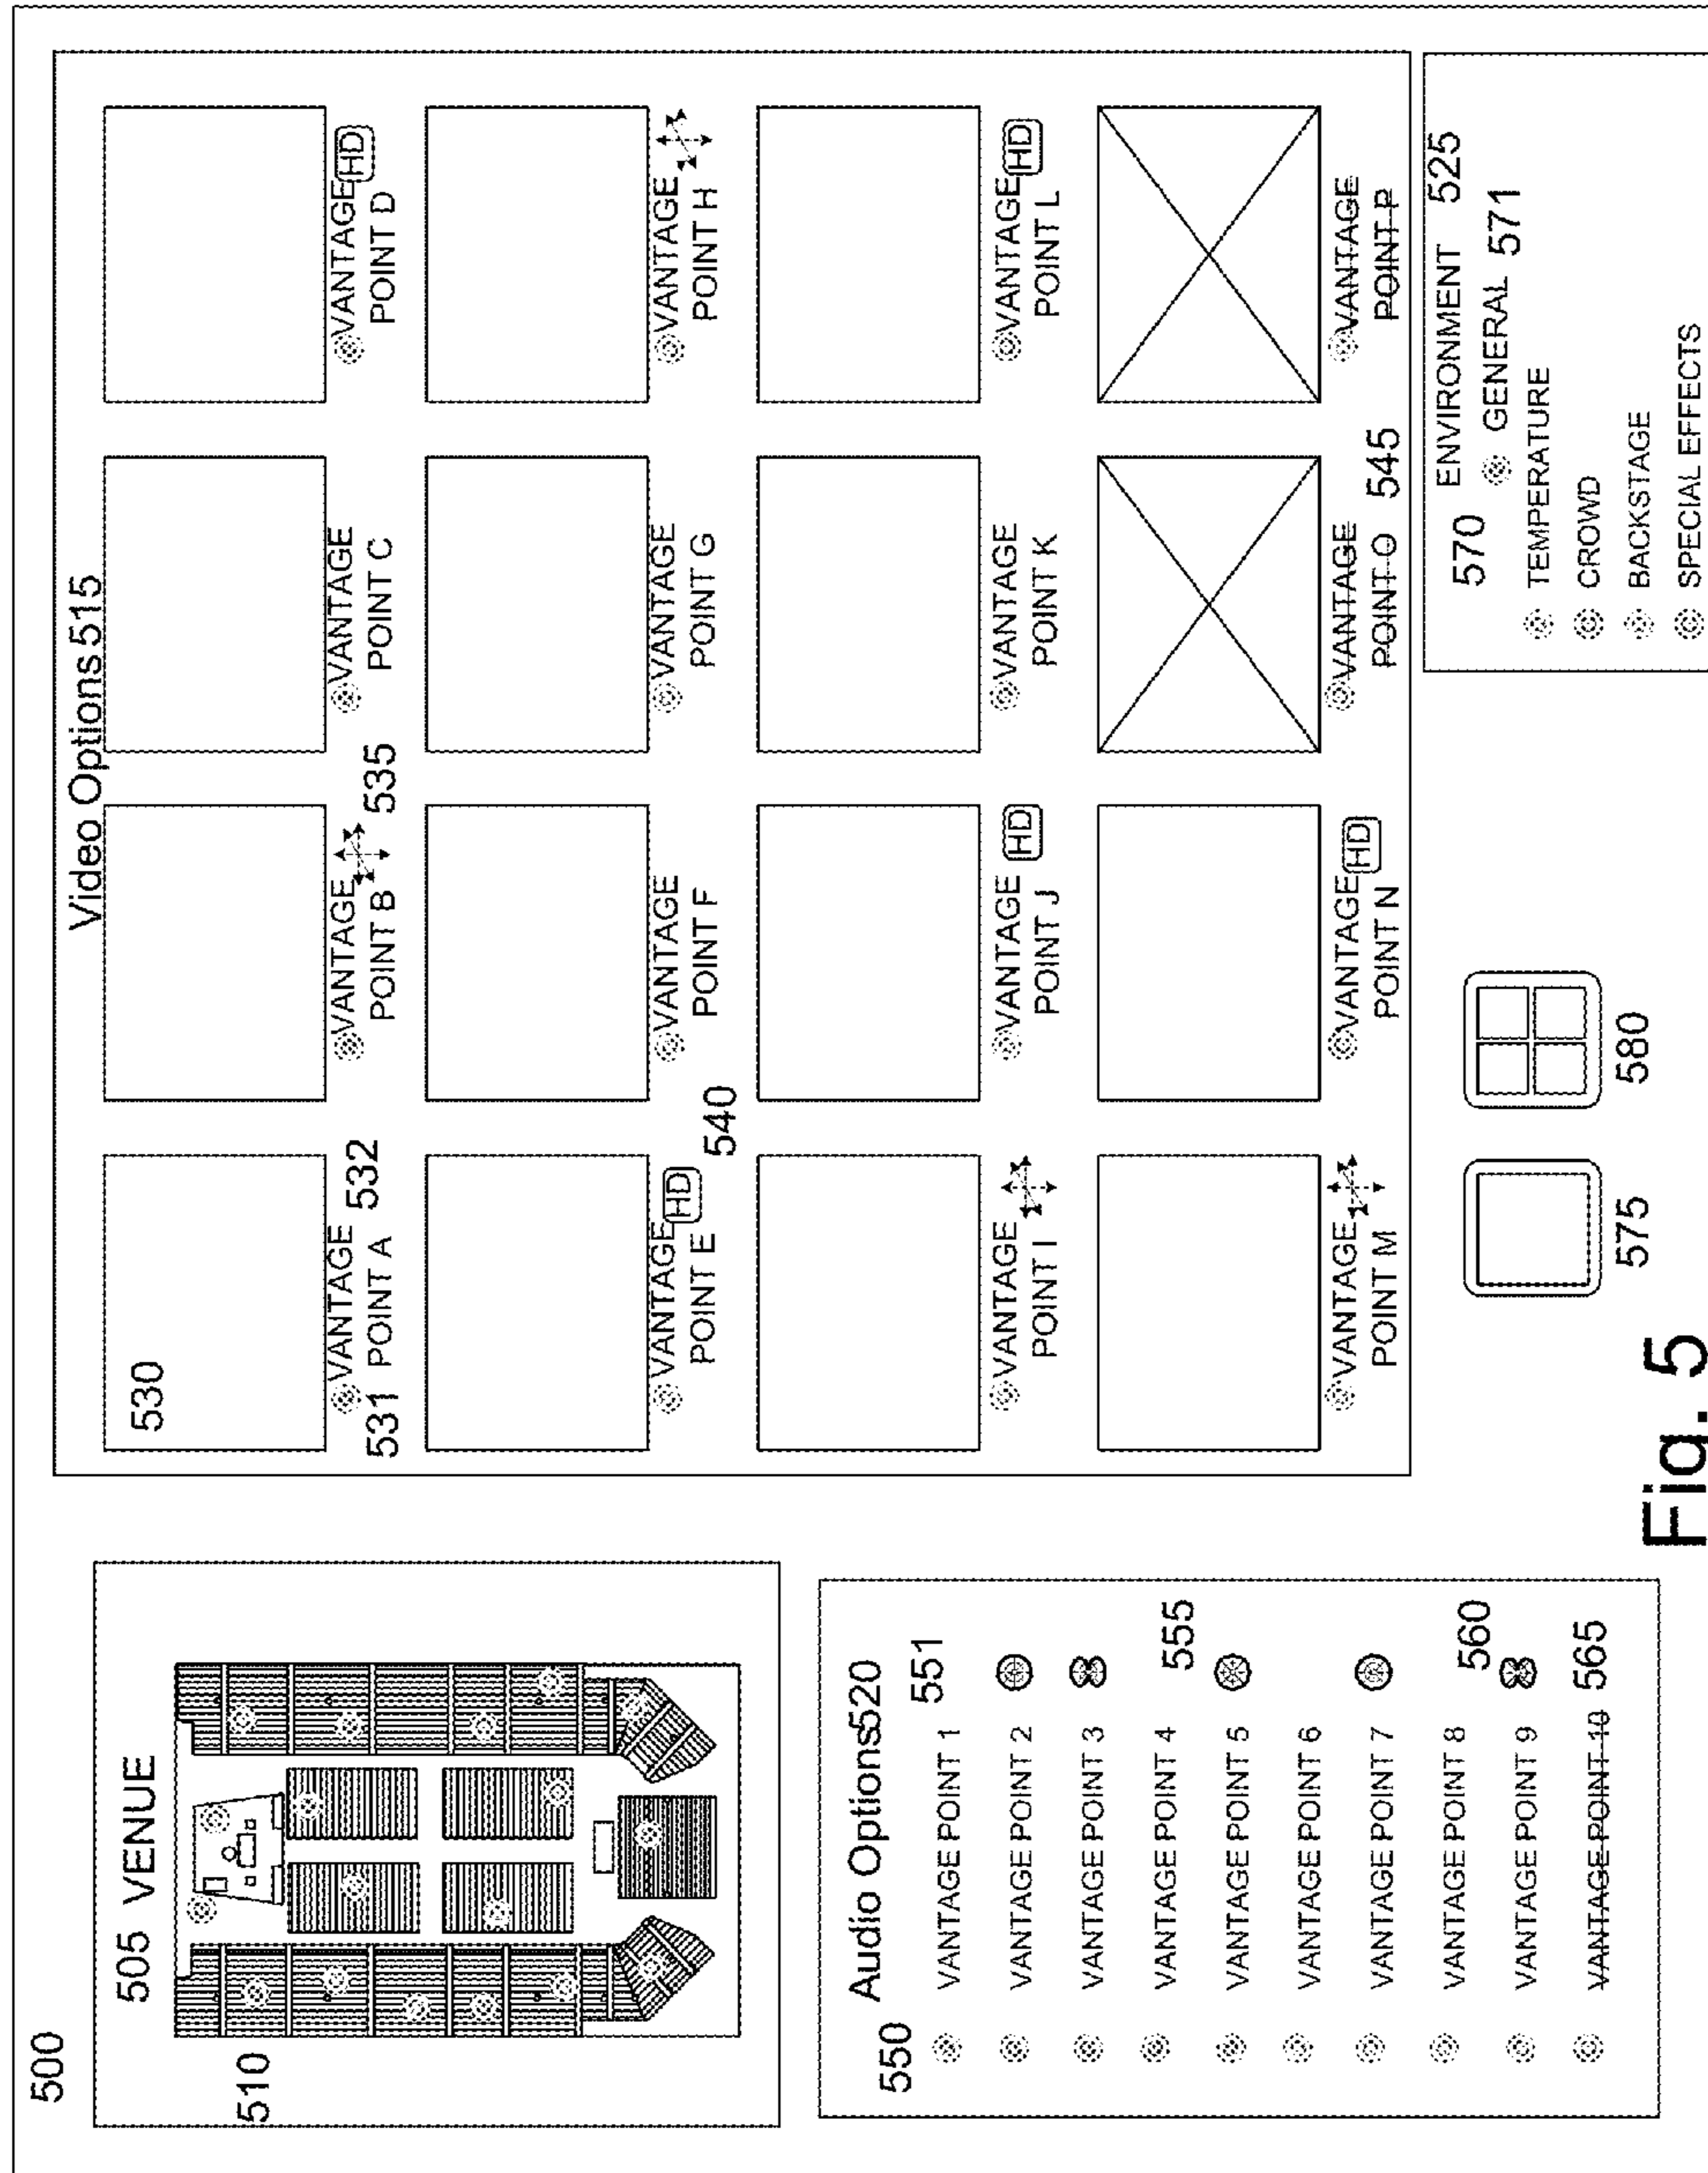 500
505 VENUE
510
Video Options 515
530
531
VANTAGE
POINT A
532
VANTAGE
POINT B
535
VANTAGE
POINT C
VANTAGE
POINT D
HD
VANTAGE
POINT E
HD
540
VANTAGE
POINT F
VANTAGE
POINT G
VANTAGE
POINT H
VANTAGE
POINT I
VANTAGE
POINT J
HD
VANTAGE
POINT K
VANTAGE
POINT L
HD
VANTAGE
POINT M
VANTAGE
POINT N
HD
VANTAGE
POINT O
545
VANTAGE
POINT P
550
Audio Options 520
VANTAGE POINT 1 551
VANTAGE POINT 2
VANTAGE POINT 3
VANTAGE POINT 4
555
VANTAGE POINT 5
VANTAGE POINT 6
VANTAGE POINT 7
VANTAGE POINT 8
560
VANTAGE POINT 9
VANTAGE POINT 10 565
575
580
ENVIRONMENT 525
570
GENERAL 571
TEMPERATURE
CROWD
BACKSTAGE
SPECIAL EFFECTS
Fig. 5